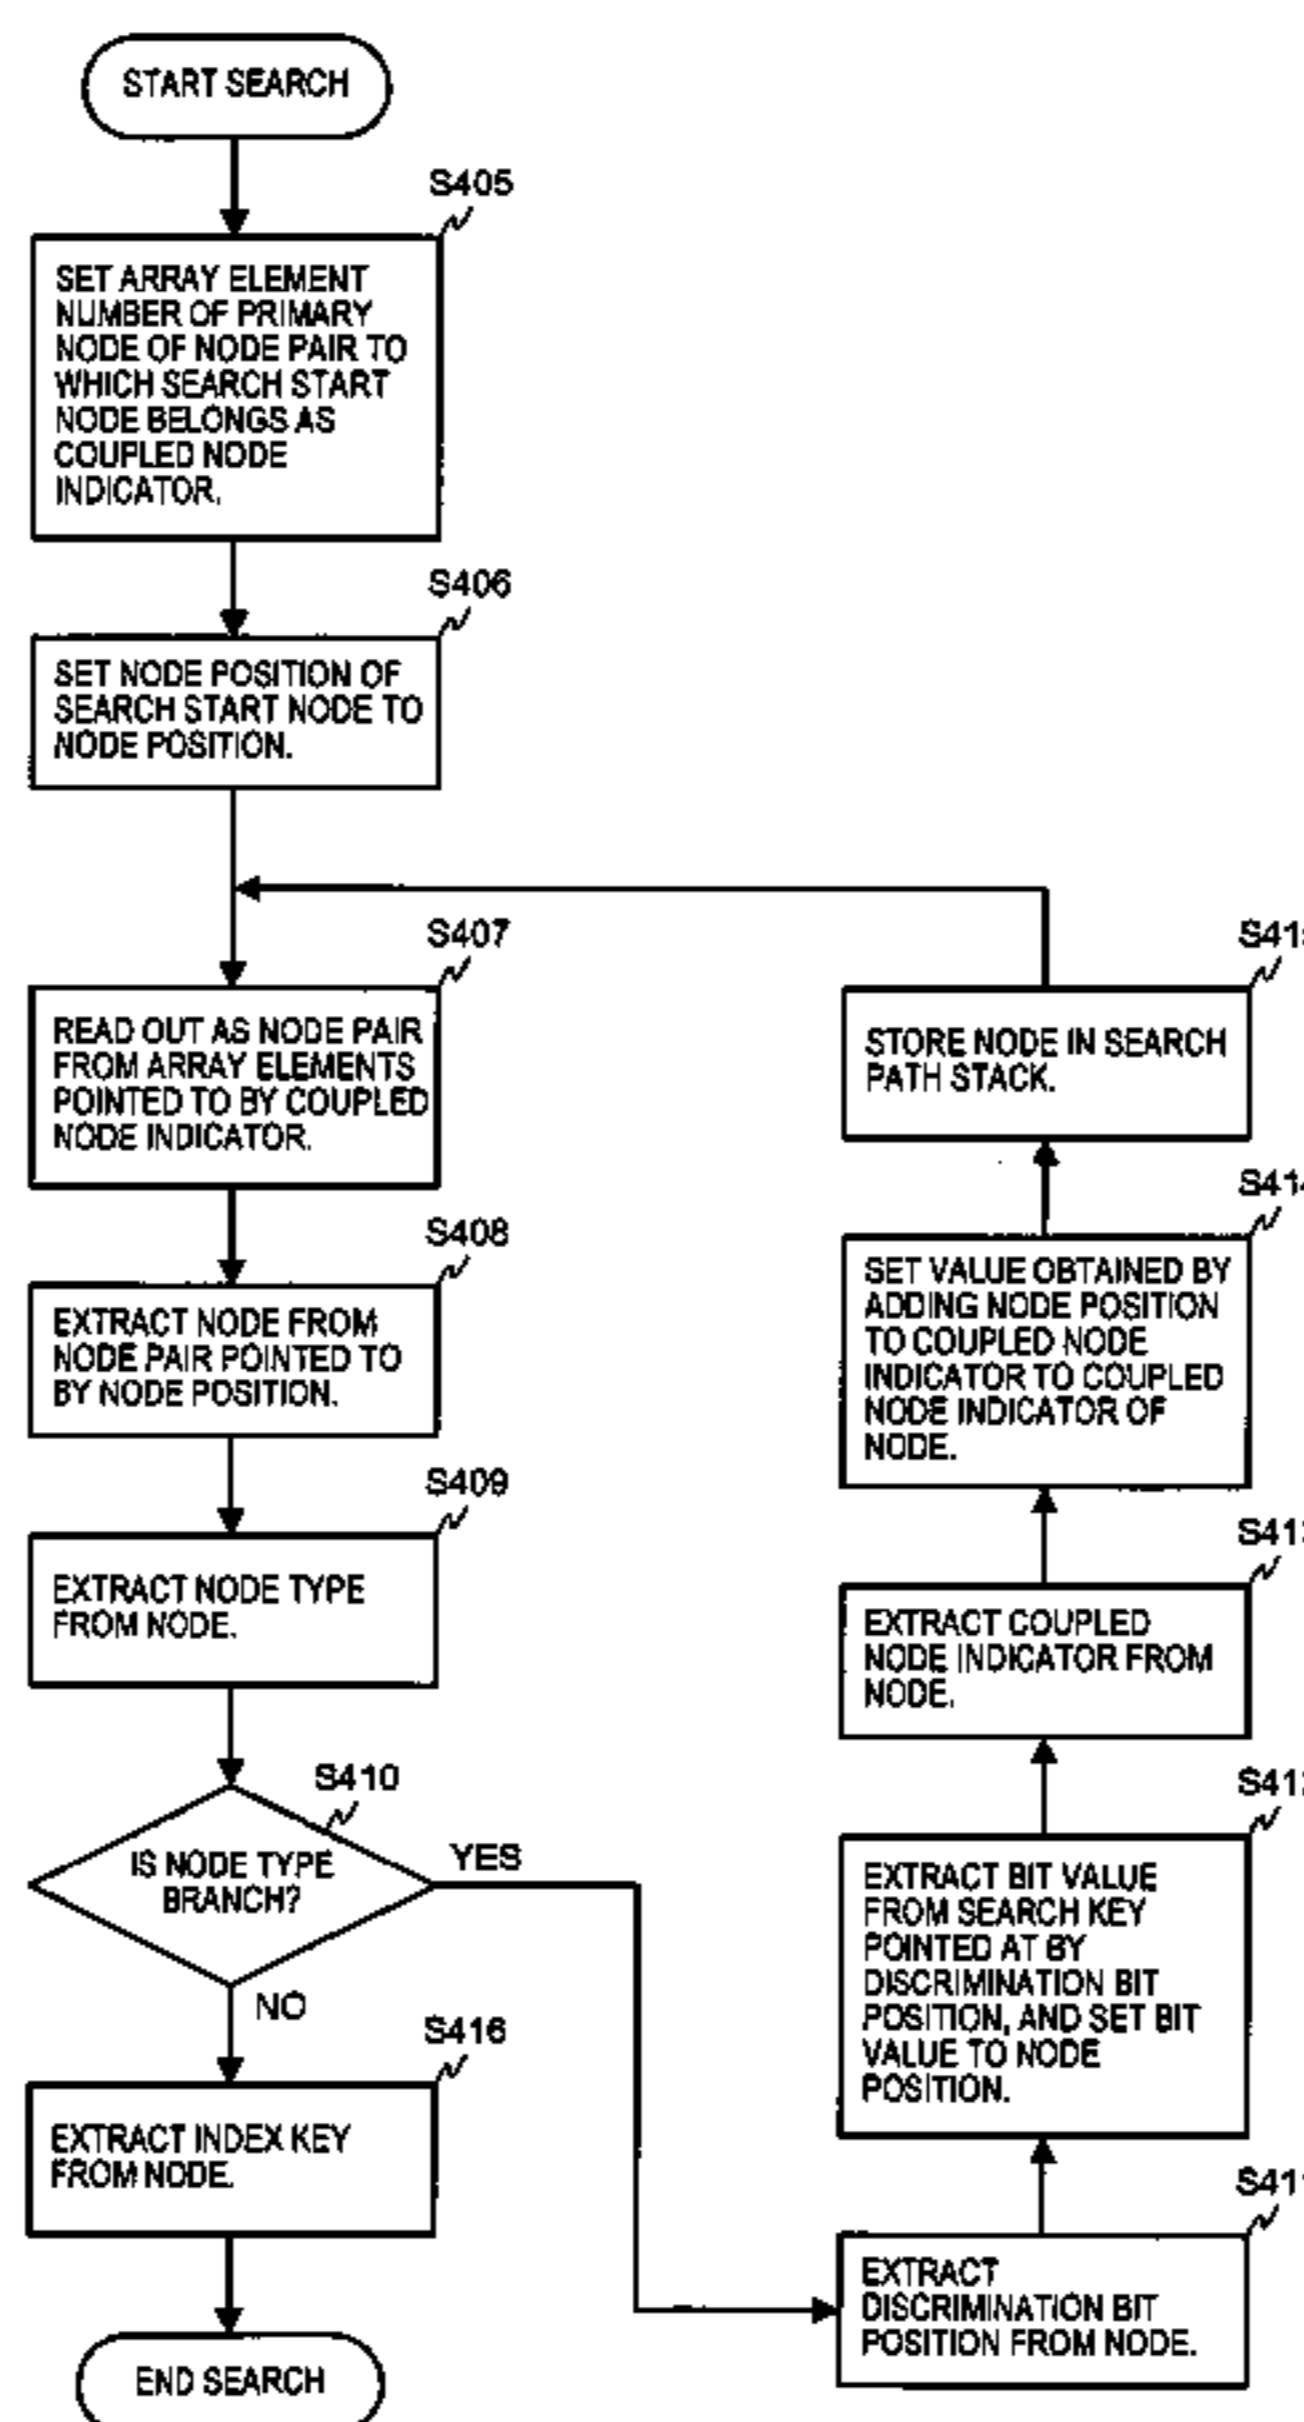 START SEARCH
S405
SET ARRAY ELEMENT
NUMBER OF PRIMARY
NODE OF NODE PAIR TO
WHICH SEARCH START
NODE BELONGS AS
COUPLED NODE
INDICATOR.
S406
SET NODE POSITION OF
SEARCH START NODE TO
NODE POSITION.
S407
READ OUT AS NODE PAIR
FROM ARRAY ELEMENTS
POINTED TO BY COUPLED
NODE INDICATOR.
S408
EXTRACT NODE FROM
NODE PAIR POINTED TO
BY NODE POSITION.
S409
EXTRACT NODE TYPE
FROM NODE.
S410
IS NODE TYPE
BRANCH?
YES
NO
S416
EXTRACT INDEX KEY
FROM NODE.
END SEARCH
STORE NODE IN SEARCH
PATH STACK.
SET VALUE OBTAINED BY
ADDING NODE POSITION
TO COUPLED NODE
INDICATOR TO COUPLED
NODE INDICATOR OF
NODE.
EXTRACT COUPLED
NODE INDICATOR FROM
NODE.
EXTRACT BIT VALUE
FROM SEARCH KEY
POINTED AT BY
DISCRIMINATION BIT
POSITION, AND SET BIT
VALUE TO NODE
POSITION.
EXTRACT
DISCRIMINATION BIT
POSITION FROM NODE.